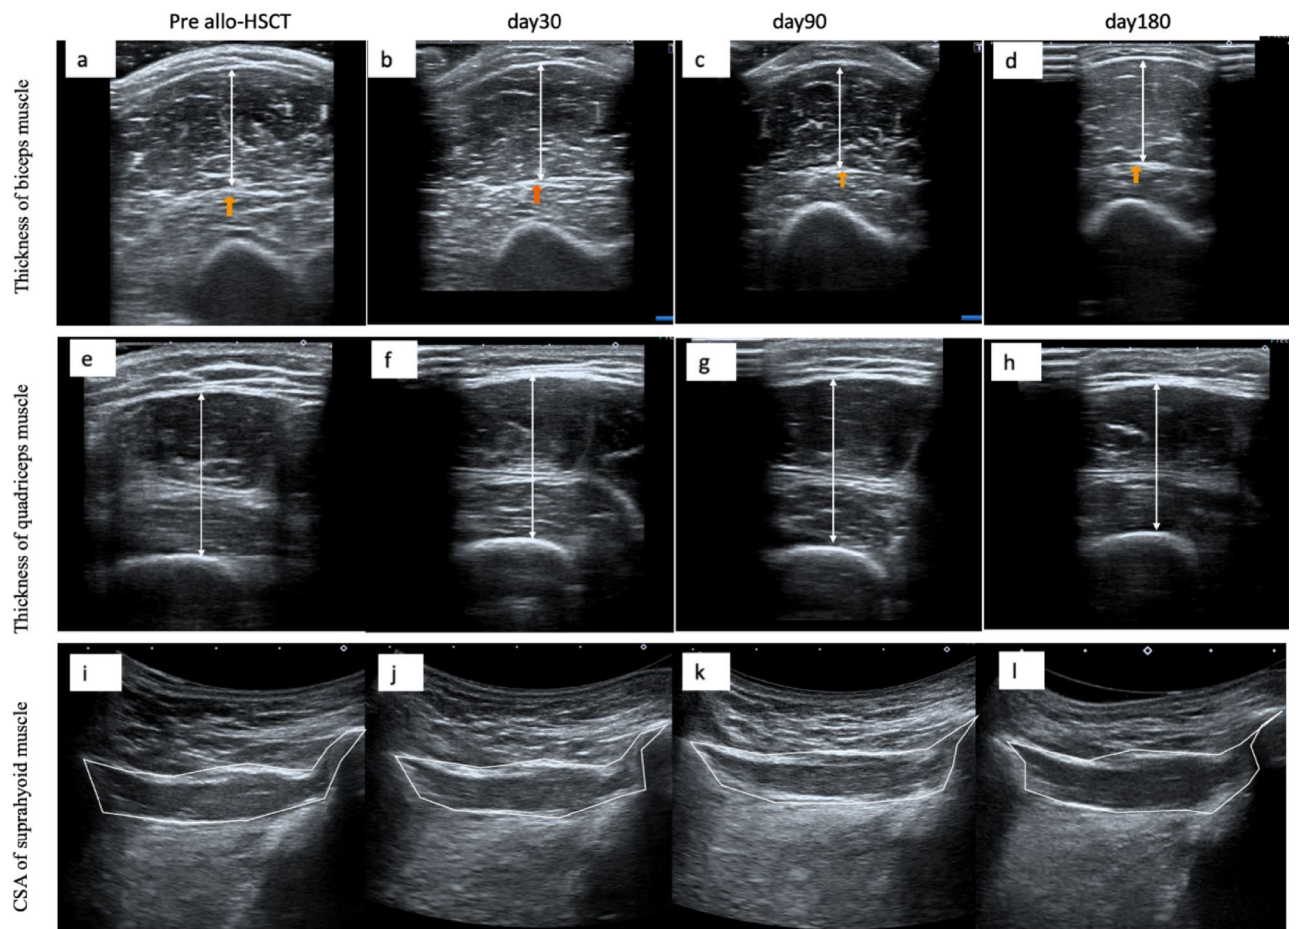 Pre allo-HSCT
day30
day90
day180
Thickness of biceps muscle
a
b
c
d
Thickness of quadriceps muscle
e
f
g
h
CSA of suprahyoid muscle
i
j
k
l